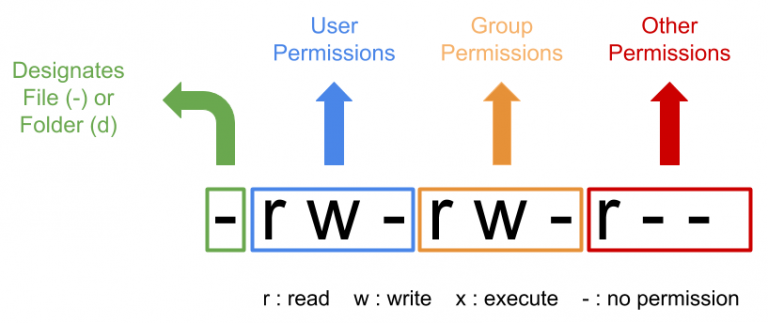 User
Permissions
Group
Permissions
Other
Permissions
Designates
File (-) or
Folder (d)
- r w - r w - r - -
r : read w : write x : execute - : no permission